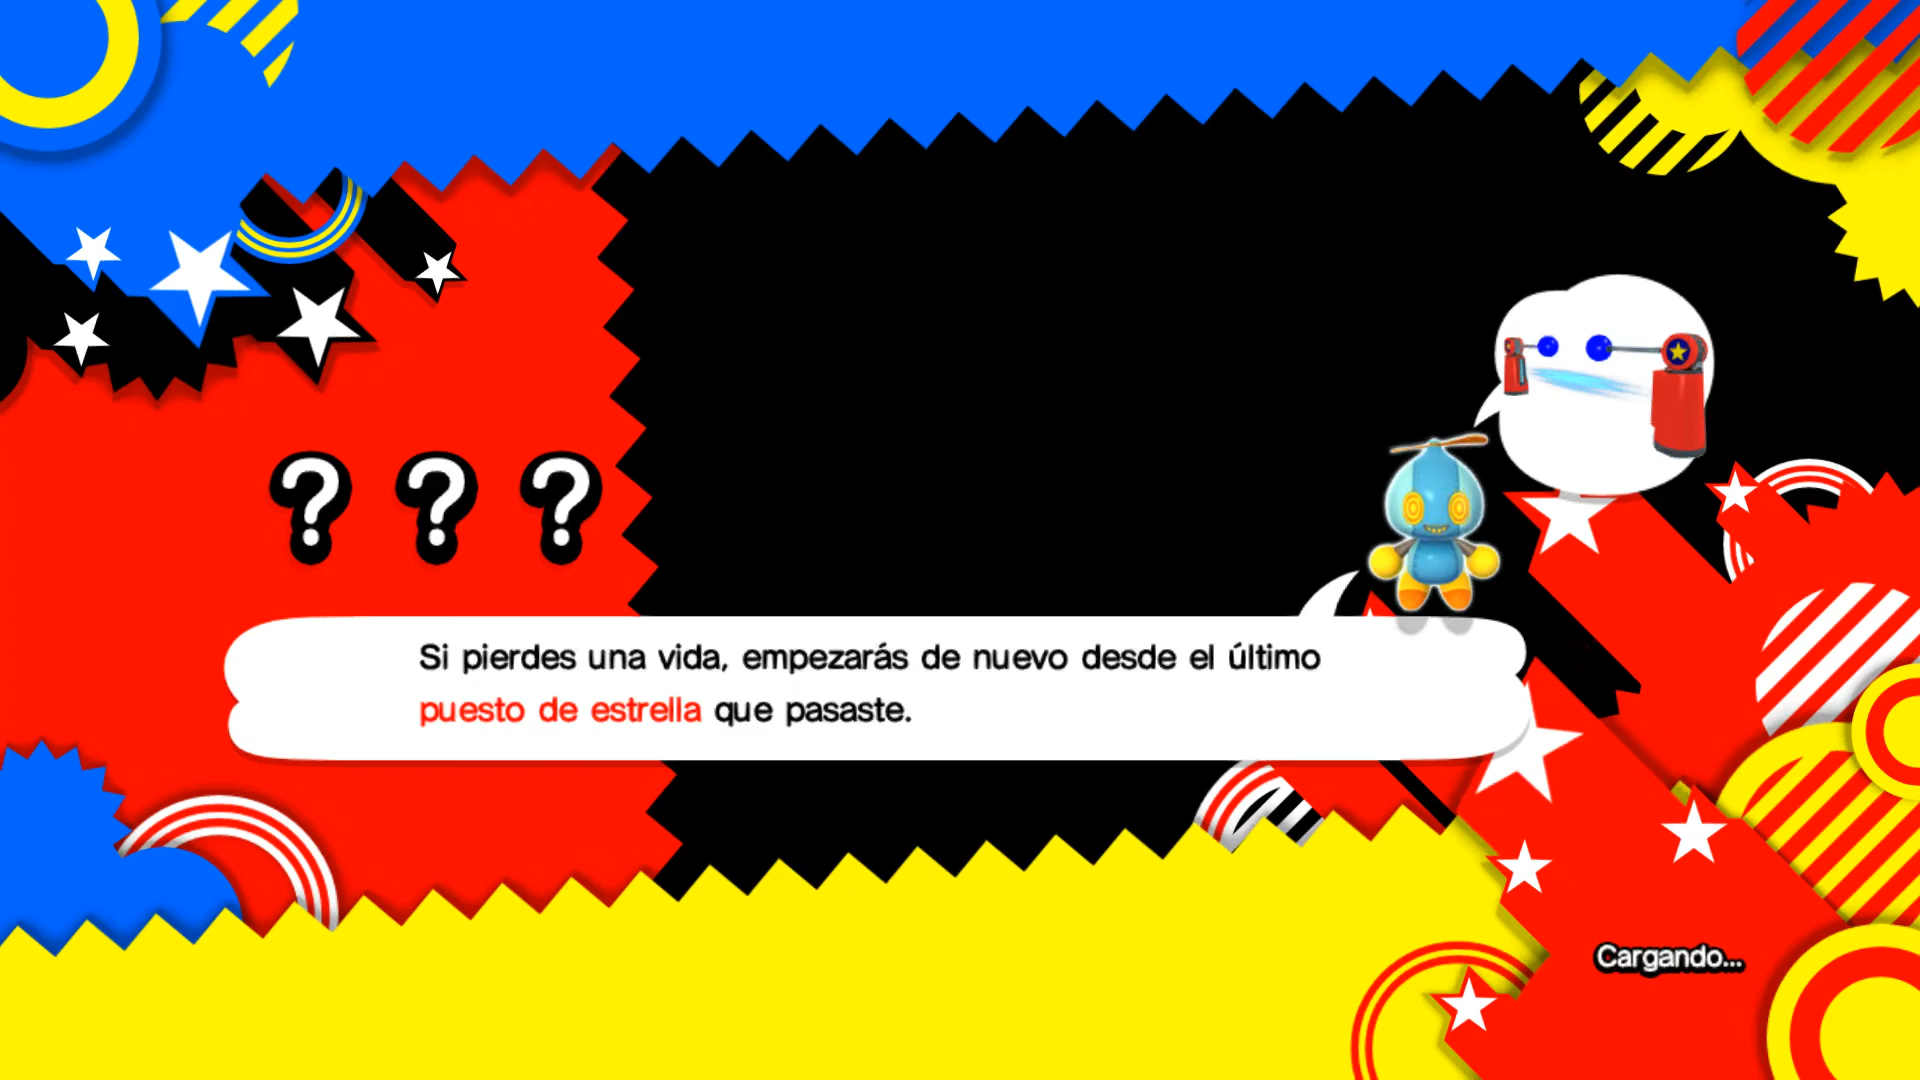 ? ? ?
Si pierdes una vida, empezarás de nuevo desde el último
puesto de estrella que pasaste.
Cargando...